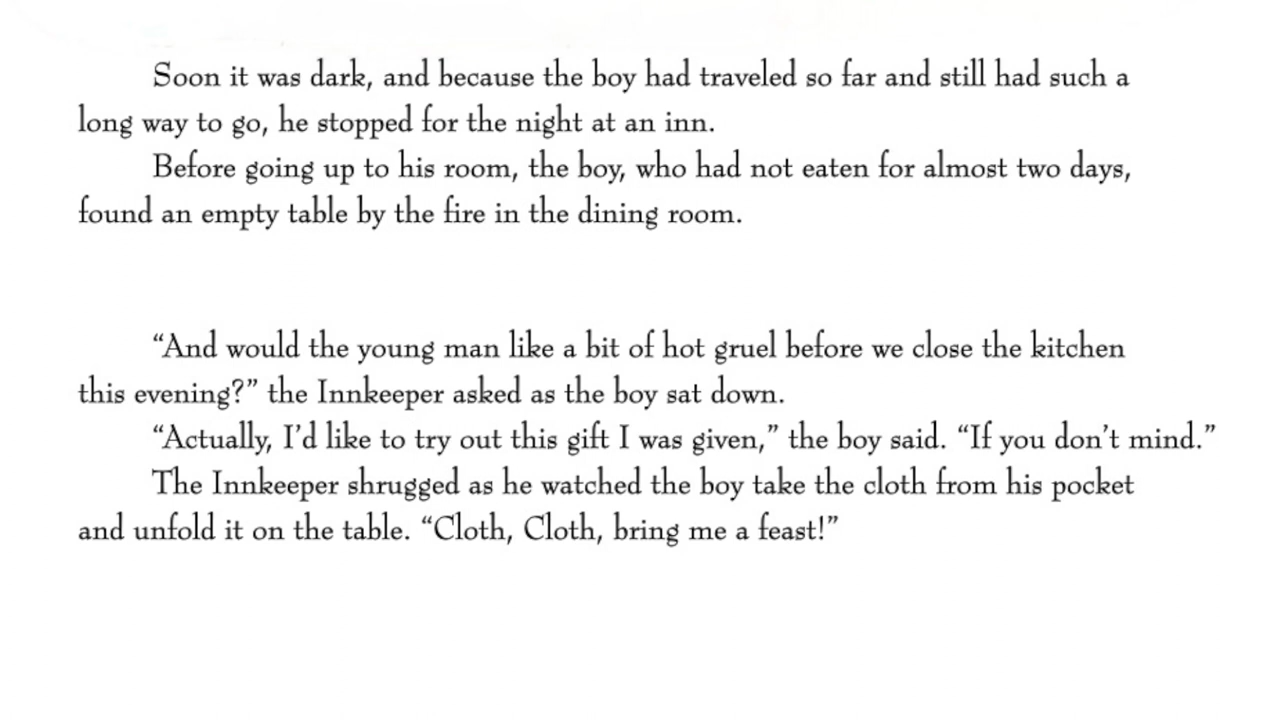 Soon it was dark, and because the boy had traveled so far and still had such a
long way to go, he stopped for the night at an inn.
Before going up to his room, the boy, who had not eaten for almost two days,
found an empty table by the fire in the dining room.
“And would the young man like a bit of hot gruel before we close the kitchen
this evening?” the Innkeeper asked as the boy sat down.
“Actually, I’d like to try out this gift I was given,” the boy said. “If you don’t mind.”
The Innkeeper shrugged as he watched the boy take the cloth from his pocket
and unfold it on the table. “Cloth, Cloth, bring me a feast!”